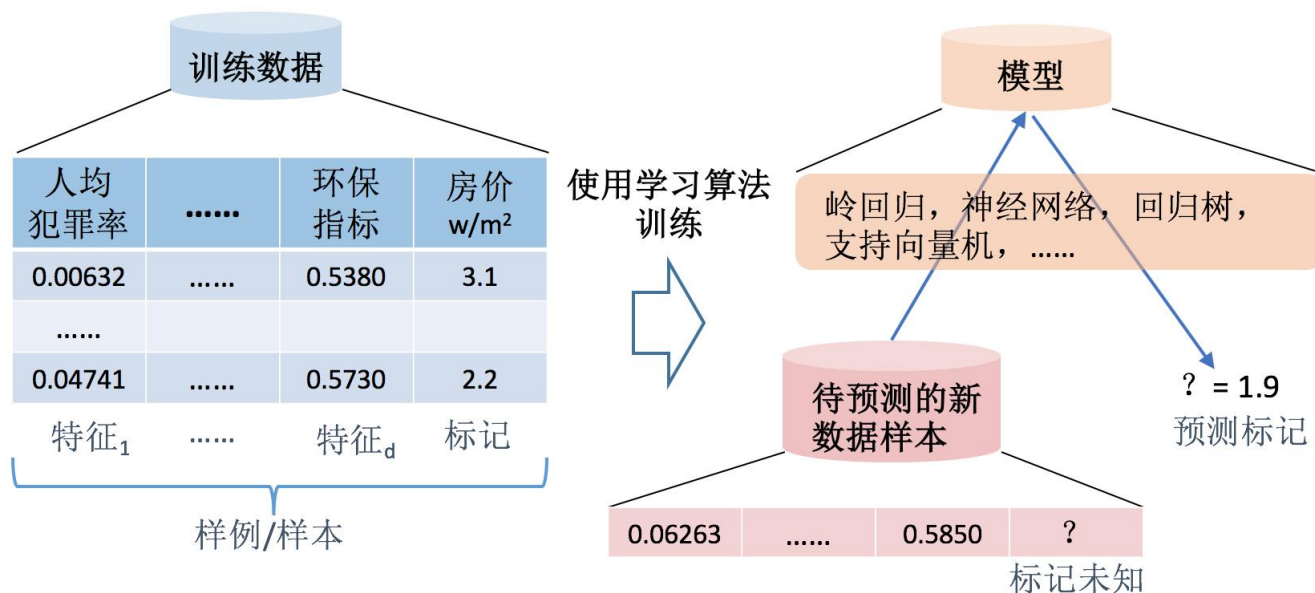 训练数据
人均
犯罪率
……
环保
指标
房价
w/m²
0.00632
……
0.5380
3.1
……
0.04741
……
0.5730
2.2
特征₁
……
特征d
标记
样例/样本
使用学习算法
训练
模型
岭回归，神经网络，回归树，
支持向量机，……
待预测的新
数据样本
0.06263
……
0.5850
？
标记未知
？ = 1.9
预测标记